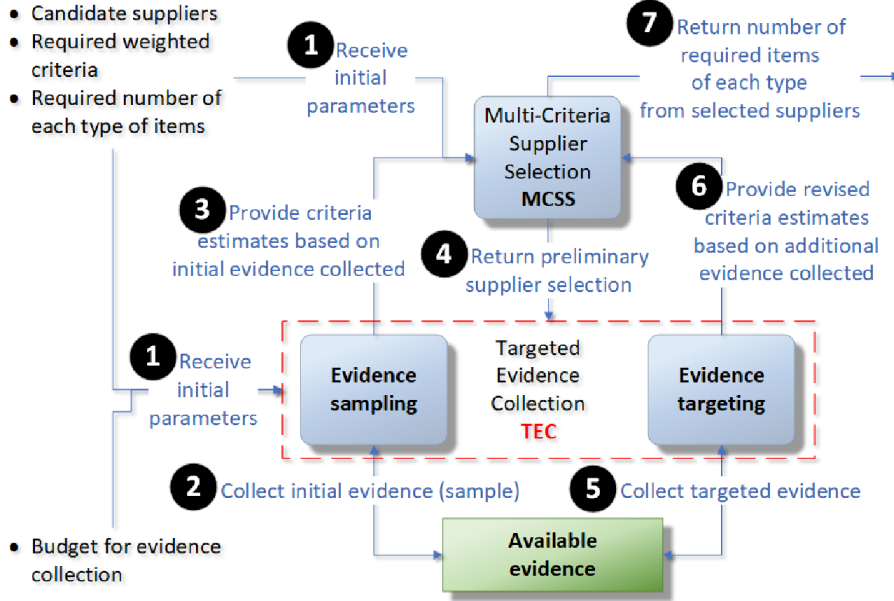 • Candidate suppliers
• Required weighted
criteria
• Required number of
each type of items
1 Receive
initial
parameters
7 Return number of
required items
of each type
from selected suppliers
Multi-Criteria
Supplier
Selection
MCSS
3 Provide criteria
estimates based on
initial evidence collected
4 Return preliminary
supplier selection
6 Provide revised
criteria estimates
based on additional
evidence collected
1 Receive
initial
parameters
Evidence
sampling
Targeted
Evidence
Collection
TEC
Evidence
targeting
2 Collect initial evidence (sample)
5 Collect targeted evidence
• Budget for evidence
collection
Available
evidence